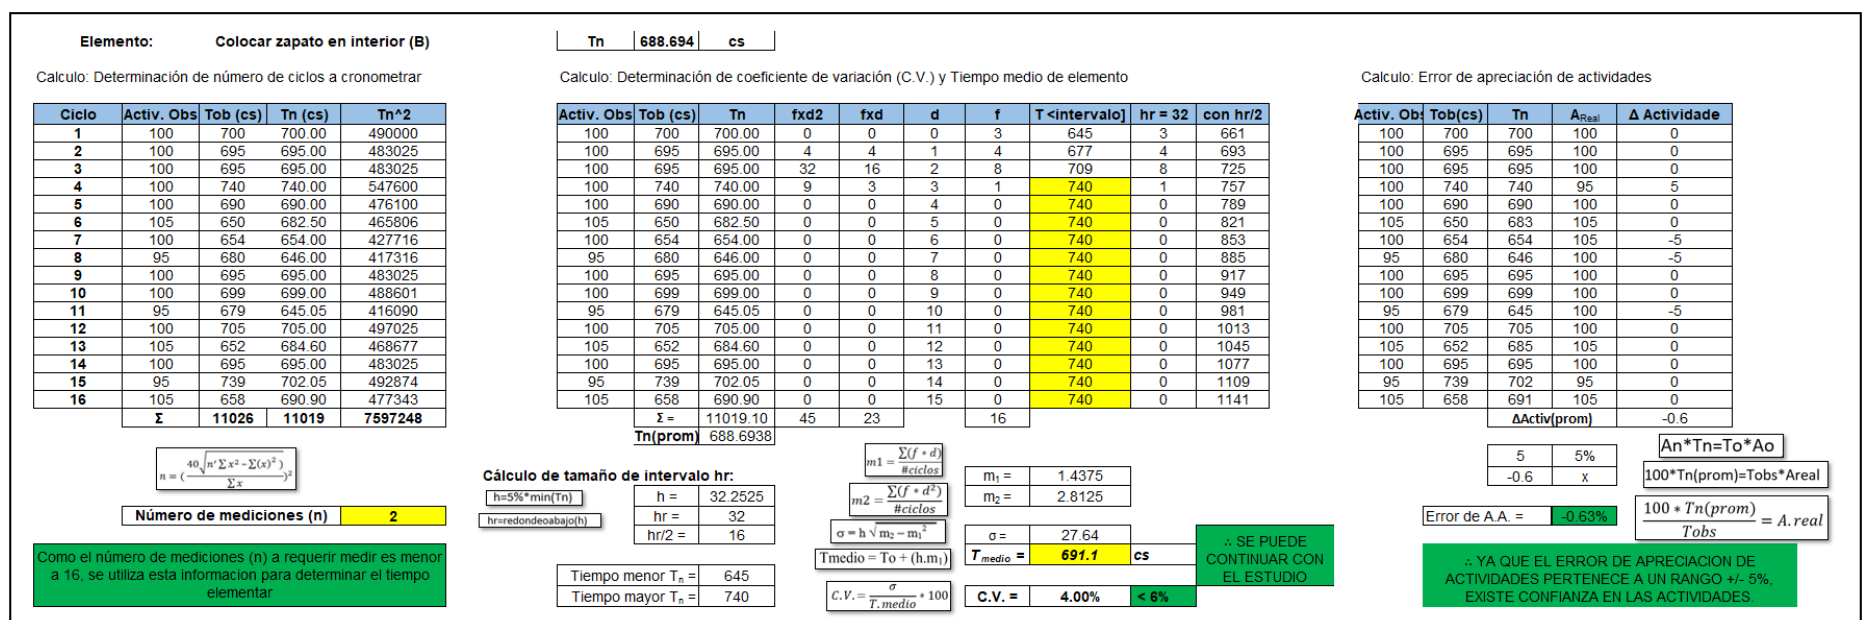 Elemento: Colocar zapato en interior (B)
Tn 688.694 cs
Calculo: Determinación de número de ciclos a cronometrar
Ciclo Activ. Obs Tob (cs) Tn (cs) Tn^2
1 100 700 700.00 490000
2 100 695 695.00 483025
3 100 695 695.00 483025
4 100 740 740.00 547600
5 100 690 690.00 476100
6 105 650 682.50 465806
7 100 654 654.00 427716
8 95 680 646.00 417316
9 100 695 695.00 483025
10 100 699 699.00 488601
11 95 679 645.05 416090
12 100 705 705.00 497025
13 105 652 684.60 468677
14 100 695 695.00 483025
15 95 739 702.05 492874
16 105 658 690.90 477343
Σ 11026 11019 7597248
n = (40√n'Σx²−Σ(x)²)/Σx)²
Número de mediciones (n) 2
Como el número de mediciones (n) a requerir medir es menor
a 16, se utiliza esta informacion para determinar el tiempo
elementar
Calculo: Determinación de coeficiente de variación (C.V.) y Tiempo medio de elemento
Activ. Obs Tob (cs) Tn fxd2 fxd d f T <intervalo] hr = 32 con hr/2
100 700 700.00 0 0 0 3 645 3 661
100 695 695.00 4 4 1 4 677 4 693
100 695 695.00 32 16 2 8 709 8 725
100 740 740.00 9 3 3 1 740 1 757
100 690 690.00 0 0 4 0 740 0 789
105 650 682.50 0 0 5 0 740 0 821
100 654 654.00 0 0 6 0 740 0 853
95 680 646.00 0 0 7 0 740 0 885
100 695 695.00 0 0 8 0 740 0 917
100 699 699.00 0 0 9 0 740 0 949
95 679 645.05 0 0 10 0 740 0 981
100 705 705.00 0 0 11 0 740 0 1013
105 652 684.60 0 0 12 0 740 0 1045
100 695 695.00 0 0 13 0 740 0 1077
95 739 702.05 0 0 14 0 740 0 1109
105 658 690.90 0 0 15 0 740 0 1141
Σ = 11019.10 45 23 16
Tn(prom) 688.6938
Cálculo de tamaño de intervalo hr:
h=5%*min(Tn)
hr=redondeoabajo(h)
h = 32.2525
hr = 32
hr/2 = 16
Tiempo menor Tn = 645
Tiempo mayor Tn = 740
m1 = Σ(f * d)/#ciclos
m2 = Σ(f * d²)/#ciclos
σ = h √m₂ − m₁²
Tmedio = To + (h.m₁)
C.V. = σ/T.medio * 100
m₁ = 1.4375
m₂ = 2.8125
σ = 27.64
Tmedio = 691.1 cs
C.V. = 4.00% < 6%
∴ SE PUEDE
CONTINUAR CON
EL ESTUDIO
Calculo: Error de apreciación de actividades
Activ. Obs Tob(cs) Tn AReal Δ Actividade
100 700 700 100 0
100 695 695 100 0
100 695 695 100 0
100 740 740 95 5
100 690 690 100 0
105 650 683 105 0
100 654 654 105 -5
95 680 646 100 -5
100 695 695 100 0
100 699 699 100 0
95 679 645 100 -5
100 705 705 100 0
105 652 685 105 0
100 695 695 100 0
95 739 702 95 0
105 658 691 105 0
ΔActiv(prom) -0.6
5 5%
-0.6 x
Error de A.A. = -0.63%
An*Tn=To*Ao
100*Tn(prom)=Tobs*Areal
100 * Tn(prom)/Tobs = A.real
∴ YA QUE EL ERROR DE APRECIACION DE
ACTIVIDADES PERTENECE A UN RANGO +/- 5%,
EXISTE CONFIANZA EN LAS ACTIVIDADES.